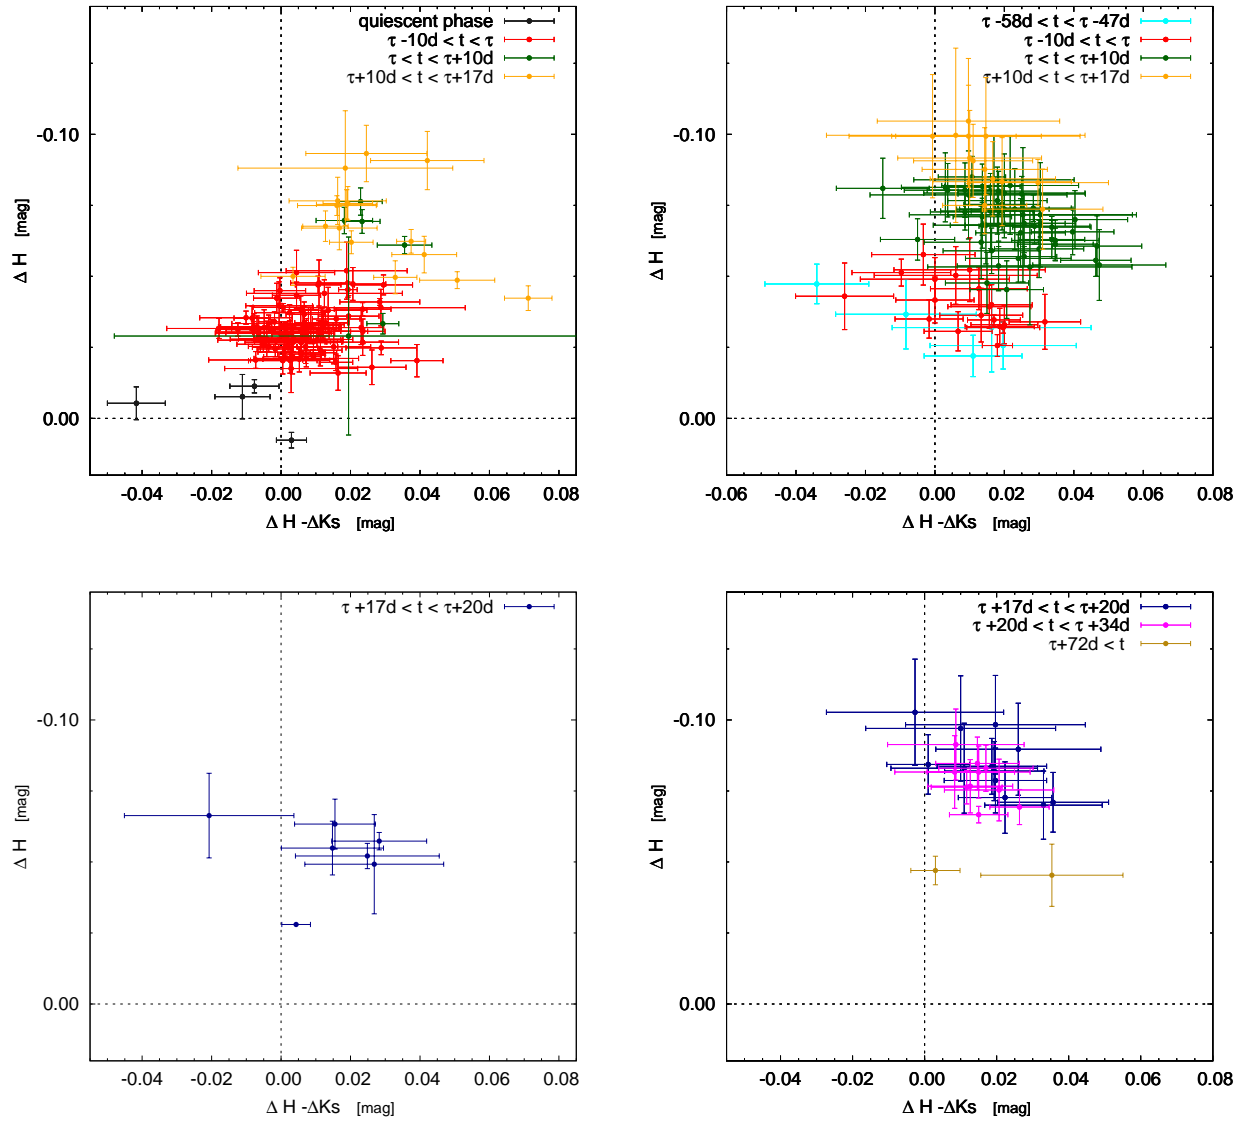 quiescent phase
τ -10d < t < τ
τ < t < τ+10d
τ+10d < t < τ+17d
-0.10
0.00
Δ H [mag]
-0.04 -0.02 0.00 0.02 0.04 0.06 0.08
Δ H -ΔKs [mag]
τ -58d < t < τ -47d
τ -10d < t < τ
τ < t < τ+10d
τ+10d < t < τ+17d
-0.10
0.00
Δ H [mag]
-0.06 -0.04 -0.02 0.00 0.02 0.04 0.06 0.08
Δ H -ΔKs [mag]
τ +17d < t < τ+20d
-0.10
0.00
Δ H [mag]
-0.04 -0.02 0.00 0.02 0.04 0.06 0.08
Δ H -ΔKs [mag]
τ +17d < t < τ+20d
τ +20d < t < τ +34d
τ+72d < t
-0.10
0.00
Δ H [mag]
-0.04 -0.02 0.00 0.02 0.04 0.06 0.08
Δ H -ΔKs [mag]